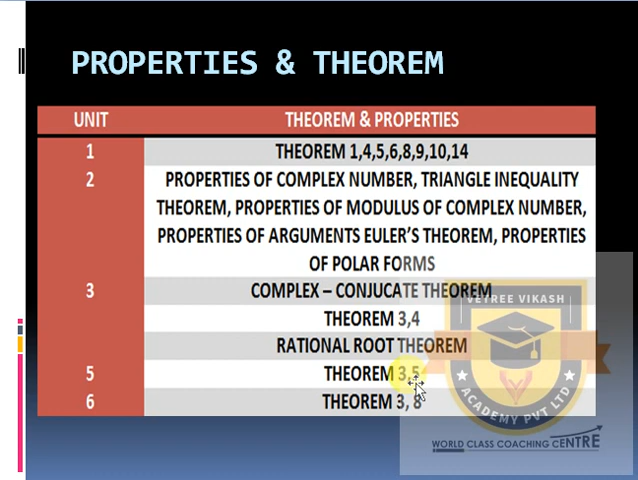 PROPERTIES & THEOREM
UNIT THEOREM & PROPERTIES
1 THEOREM 1,4,5,6,8,9,10,14
2 PROPERTIES OF COMPLEX NUMBER, TRIANGLE INEQUALITY
THEOREM, PROPERTIES OF MODULUS OF COMPLEX NUMBER,
PROPERTIES OF ARGUMENTS EULER'S THEOREM, PROPERTIES
OF POLAR FORMS
3 COMPLEX – CONJUCATE THEOREM
THEOREM 3,4
RATIONAL ROOT THEOREM
5 THEOREM 3,5
6 THEOREM 3, 8
VETREE VIKASH
ACADEMY PVT LTD
WORLD CLASS COACHING CENTRE